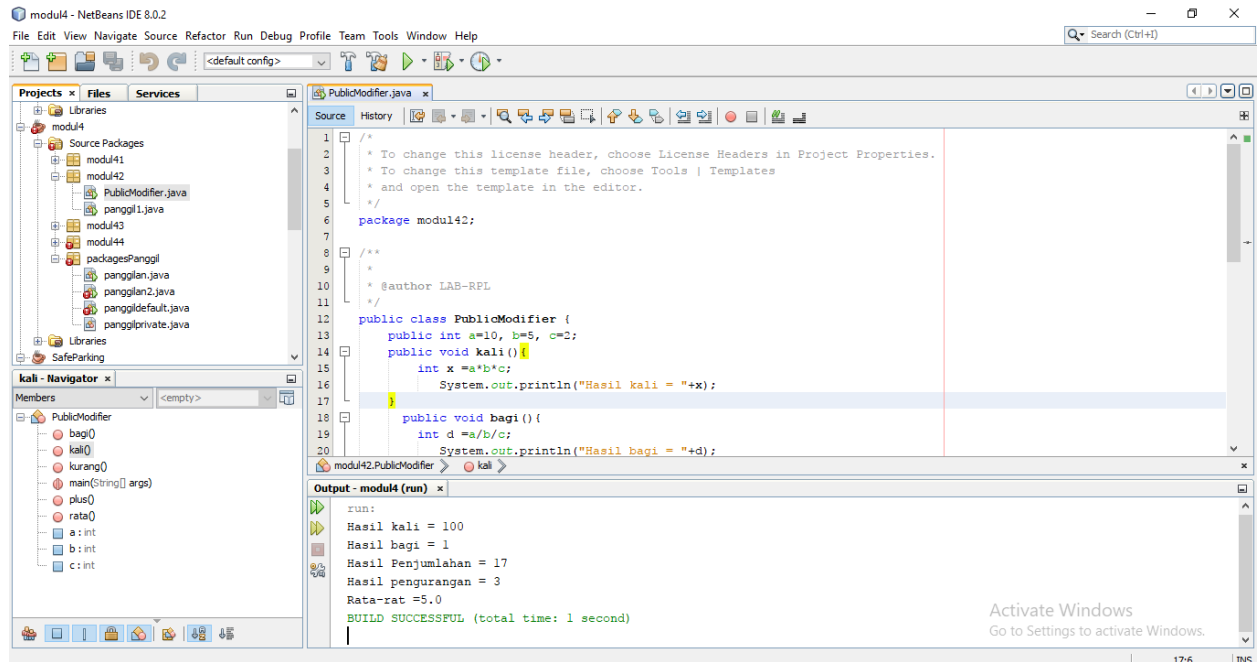 modul4 - NetBeans IDE 8.0.2
File Edit View Navigate Source Refactor Run Debug Profile Team Tools Window Help
Search (Ctrl+I)
<default config>
Projects Files Services
Libraries
modul4
Source Packages
modul41
modul42
PublicModifier.java
panggil1.java
modul43
modul44
packagesPanggil
panggilan.java
panggilan2.java
panggildefault.java
panggilprivate.java
Libraries
SafeParking
kali - Navigator
Members <empty>
PublicModifier
bagi()
kali()
kurang()
main(String[] args)
plus()
rata()
a : int
b : int
c : int
PublicModifier.java
Source History
1 /*
2 * To change this license header, choose License Headers in Project Properties.
3 * To change this template file, choose Tools | Templates
4 * and open the template in the editor.
5 */
6 package modul42;
7
8 /**
9 *
10 * @author LAB-RPL
11 */
12 public class PublicModifier {
13 public int a=10, b=5, c=2;
14 public void kali(){
15 int x =a*b*c;
16 System.out.println("Hasil kali = "+x);
17 }
18 public void bagi(){
19 int d =a/b/c;
20 System.out.println("Hasil bagi = "+d);
modul42.PublicModifier kali
Output - modul4 (run)
run:
Hasil kali = 100
Hasil bagi = 1
Hasil Penjumlahan = 17
Hasil pengurangan = 3
Rata-rat =5.0
BUILD SUCCESSFUL (total time: 1 second)
Activate Windows
Go to Settings to activate Windows.
17:6 INS